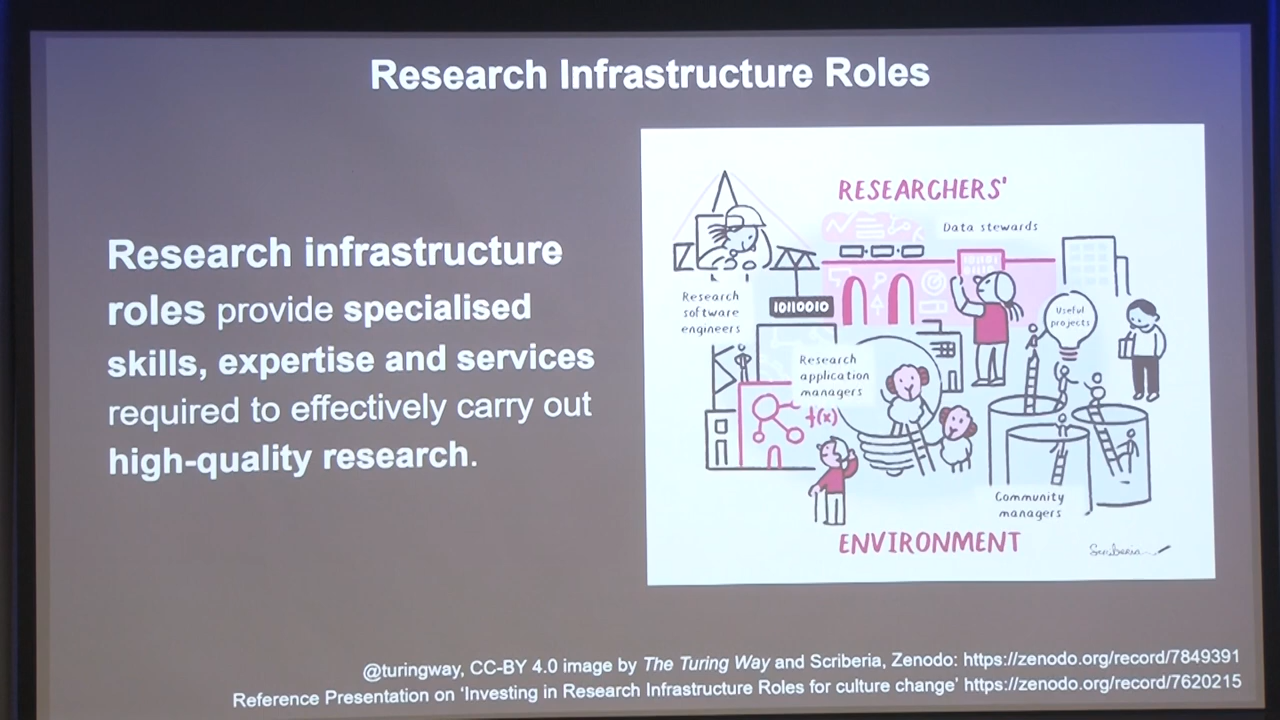 Research Infrastructure Roles
Research infrastructure
roles provide specialised
skills, expertise and services
required to effectively carry out
high-quality research.
RESEARCHERS'
Data stewards
Research
software
engineers
10110010
Useful
projects
Research
application
managers
f(x)
Community
managers
ENVIRONMENT
Scriberia
@turingway, CC-BY 4.0 image by The Turing Way and Scriberia, Zenodo: https://zenodo.org/record/7849391
Reference Presentation on 'Investing in Research Infrastructure Roles for culture change' https://zenodo.org/record/7620215